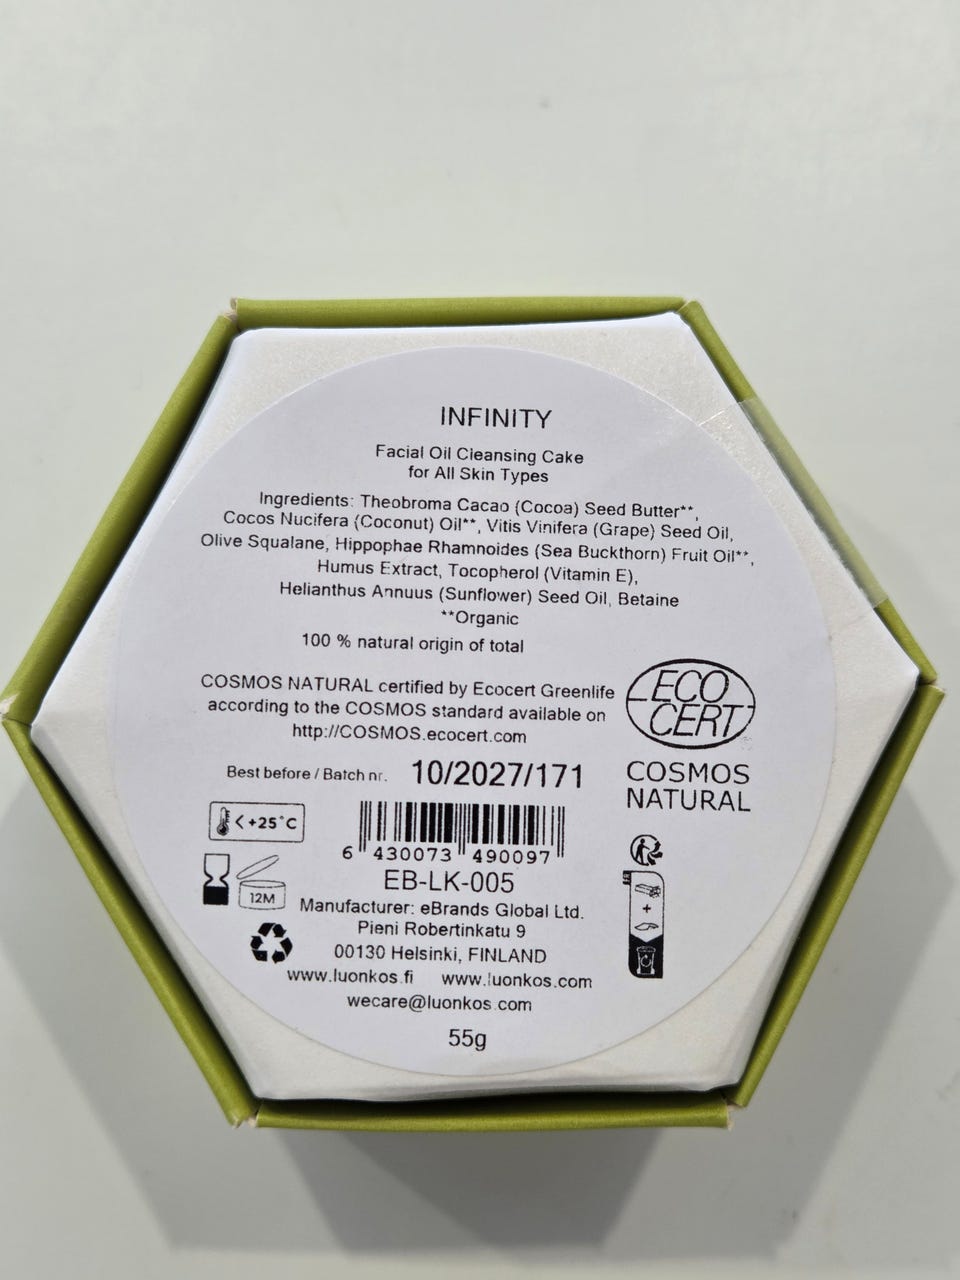 INFINITY
Facial Oil Cleansing Cake
for All Skin Types
Ingredients: Theobroma Cacao (Cocoa) Seed Butter**,
Cocos Nucifera (Coconut) Oil**, Vitis Vinifera (Grape) Seed Oil,
Olive Squalane, Hippophae Rhamnoides (Sea Buckthorn) Fruit Oil**,
Humus Extract, Tocopherol (Vitamin E),
Helianthus Annuus (Sunflower) Seed Oil, Betaine
**Organic
100 % natural origin of total
COSMOS NATURAL certified by Ecocert Greenlife
according to the COSMOS standard available on
http://COSMOS.ecocert.com
ECO
CERT
COSMOS
NATURAL
Best before / Batch nr. 10/2027/171
< +25°C
6 430073 490097
EB-LK-005
12M
Manufacturer: eBrands Global Ltd.
Pieni Robertinkatu 9
00130 Helsinki, FINLAND
www.luonkos.fi www.luonkos.com
wecare@luonkos.com
55g
+